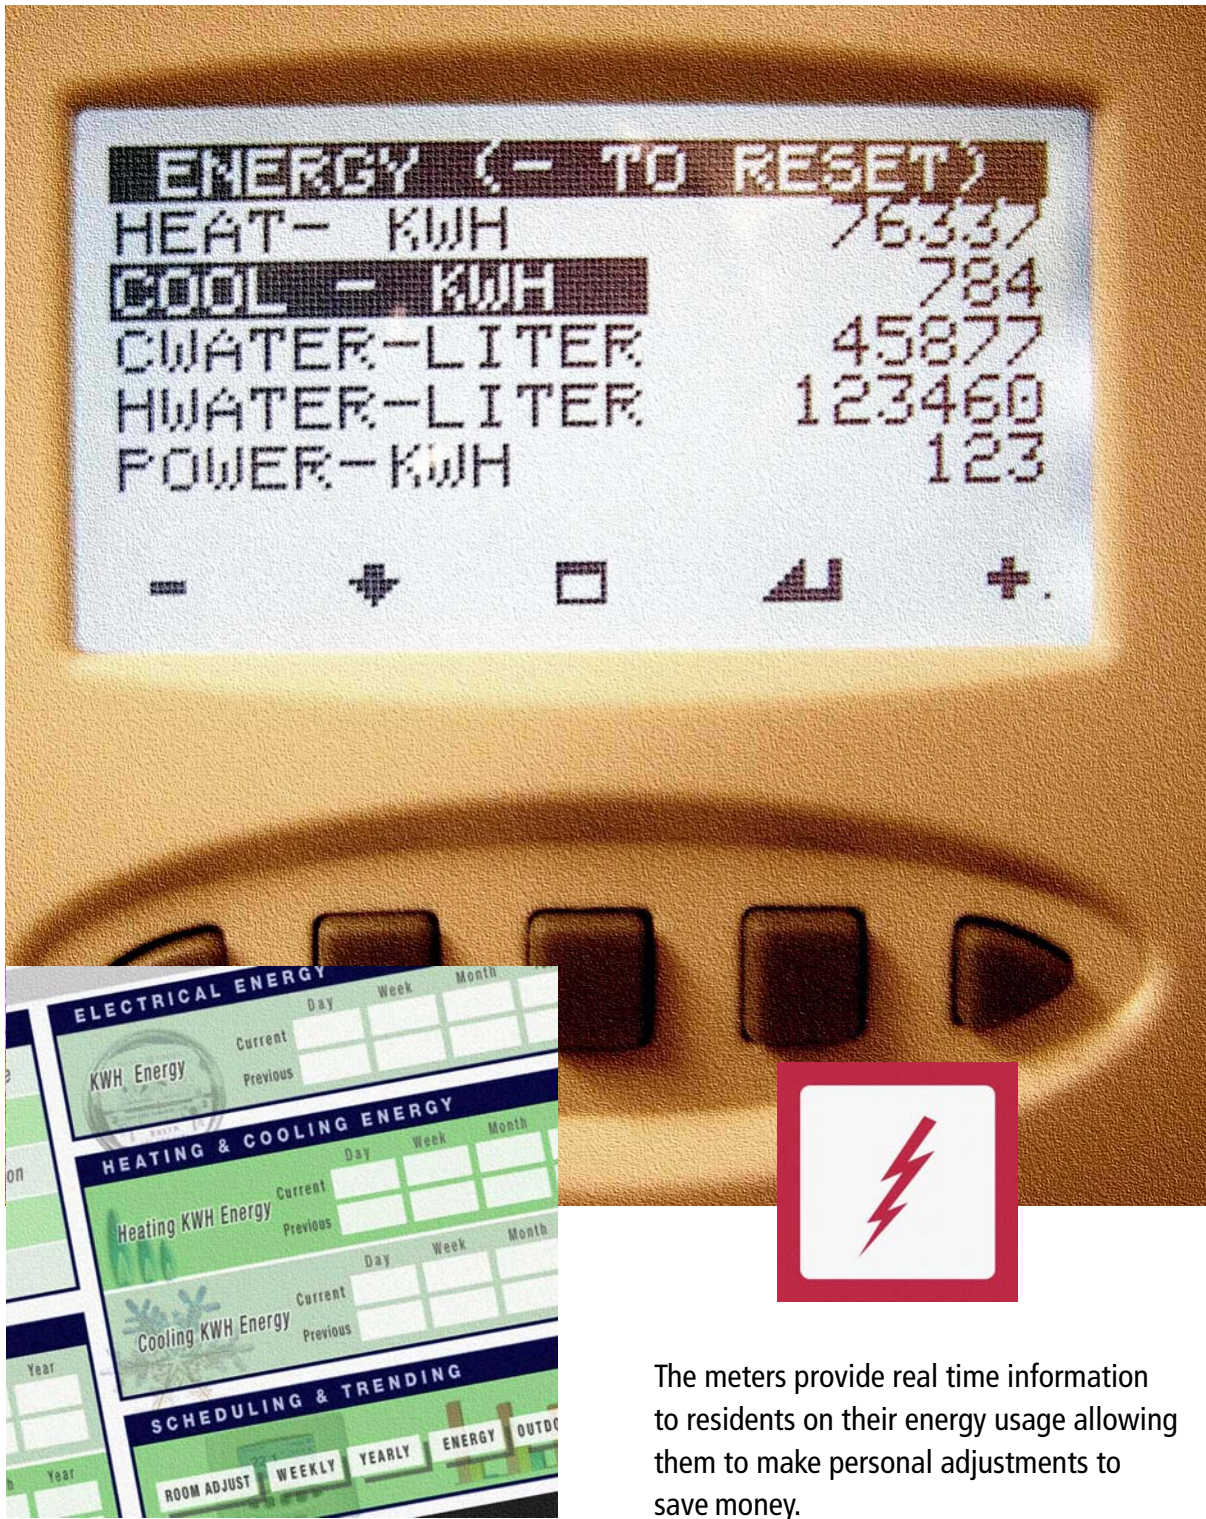 ENERGY (- TO RESET)
HEAT- KWH 76337
COOL - KWH 784
CWATER-LITER 45877
HWATER-LITER 123460
POWER-KWH 123
- +.
ELECTRICAL ENERGY
Day Week Month
KWH Energy
Current
Previous
HEATING & COOLING ENERGY
Day Week Month
Heating KWH Energy
Current
Previous
Day Week Month
Cooling KWH Energy
Current
Previous
Year
Year
SCHEDULING & TRENDING
ROOM ADJUST WEEKLY YEARLY ENERGY
The meters provide real time information
to residents on their energy usage allowing
them to make personal adjustments to
save money.